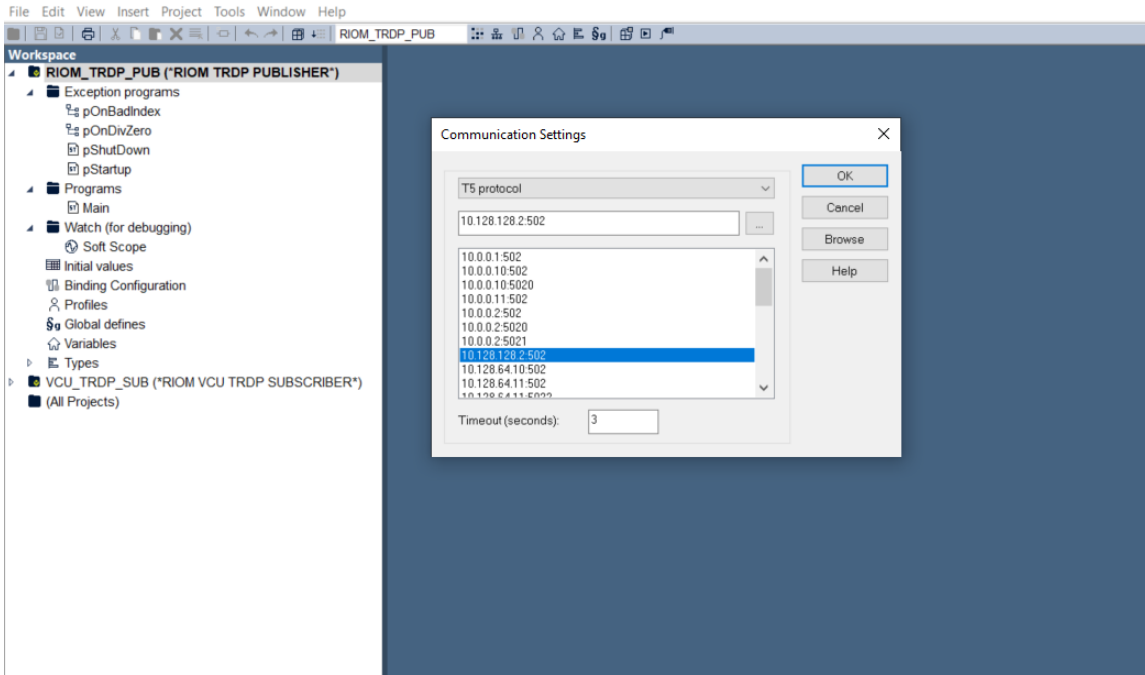 File Edit View Insert Project Tools Window Help
RIOM_TRDP_PUB
Workspace
RIOM_TRDP_PUB (*RIOM TRDP PUBLISHER*)
Exception programs
pOnBadIndex
pOnDivZero
pShutDown
pStartup
Programs
Main
Watch (for debugging)
Soft Scope
Initial values
Binding Configuration
Profiles
Global defines
Variables
Types
VCU_TRDP_SUB (*RIOM VCU TRDP SUBSCRIBER*)
(All Projects)
Communication Settings
T5 protocol
10.128.128.2:502
...
10.0.0.1:502
10.0.0.10:502
10.0.0.10:5020
10.0.0.11:502
10.0.0.2:502
10.0.0.2:5020
10.0.0.2:5021
10.128.128.2:502
10.128.64.10:502
10.128.64.11:502
Timeout (seconds): 3
OK
Cancel
Browse
Help